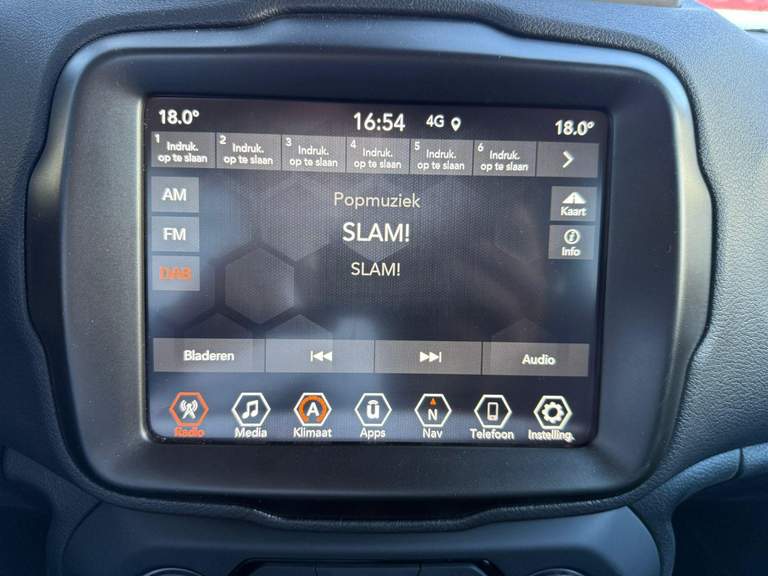 18.0°
16:54
4G
18.0°
1 Indruk. op te slaan
2 Indruk. op te slaan
3 Indruk. op te slaan
4 Indruk. op te slaan
5 Indruk. op te slaan
6 Indruk. op te slaan
AM
FM
DAB
Popmuziek
SLAM!
SLAM!
Kaart
Info
Bladeren
Audio
A
ū
N
Radio
Media
Klimaat
Apps
Nav
Telefoon
Instelling.